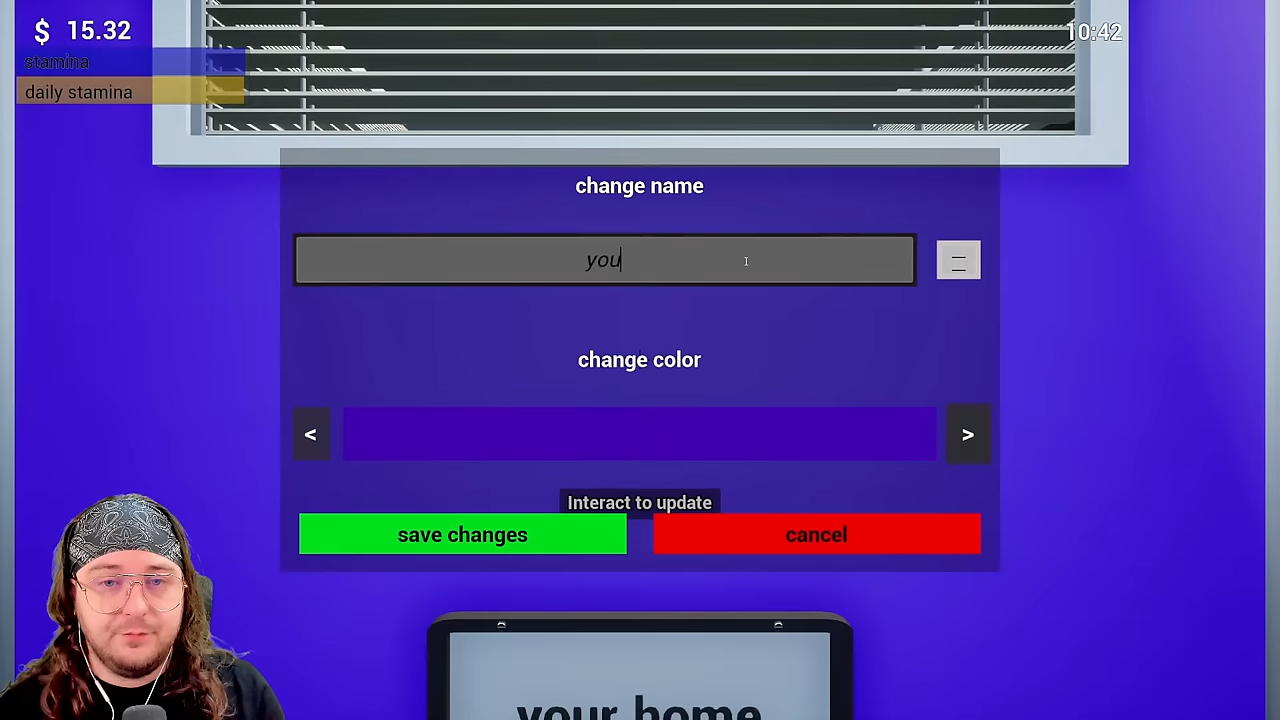 $ 15.32
10:42
stamina
daily stamina
change name
you
change color
< >
Interact to update
save changes
cancel
your home